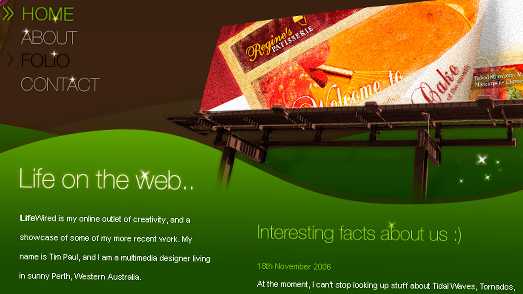 HOME
ABOUT
FOLIO
CONTACT
Regine's
PATISSERIE
Welcome to
Cake
Life on the web..
LifeWired is my online outlet of creativity, and a
showcase of some of my more recent work. My
name is Tim Paul, and I am a multimedia designer living
in sunny Perth, Western Australia.
Interesting facts about us :)
18th November 2006
At the moment, I can't stop looking up stuff about Tidal Waves, Tornados,